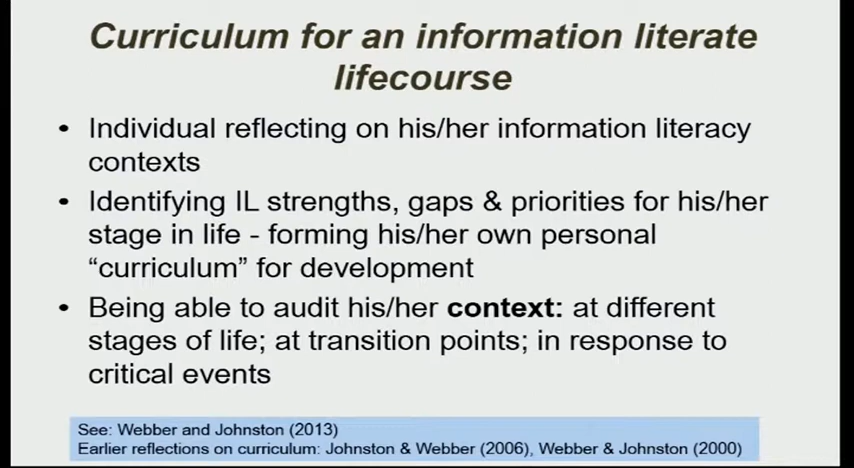 Curriculum for an information literate
lifecourse
• Individual reflecting on his/her information literacy
contexts
• Identifying IL strengths, gaps & priorities for his/her
stage in life - forming his/her own personal
“curriculum” for development
• Being able to audit his/her context: at different
stages of life; at transition points; in response to
critical events
See: Webber and Johnston (2013)
Earlier reflections on curriculum: Johnston & Webber (2006), Webber & Johnston (2000)